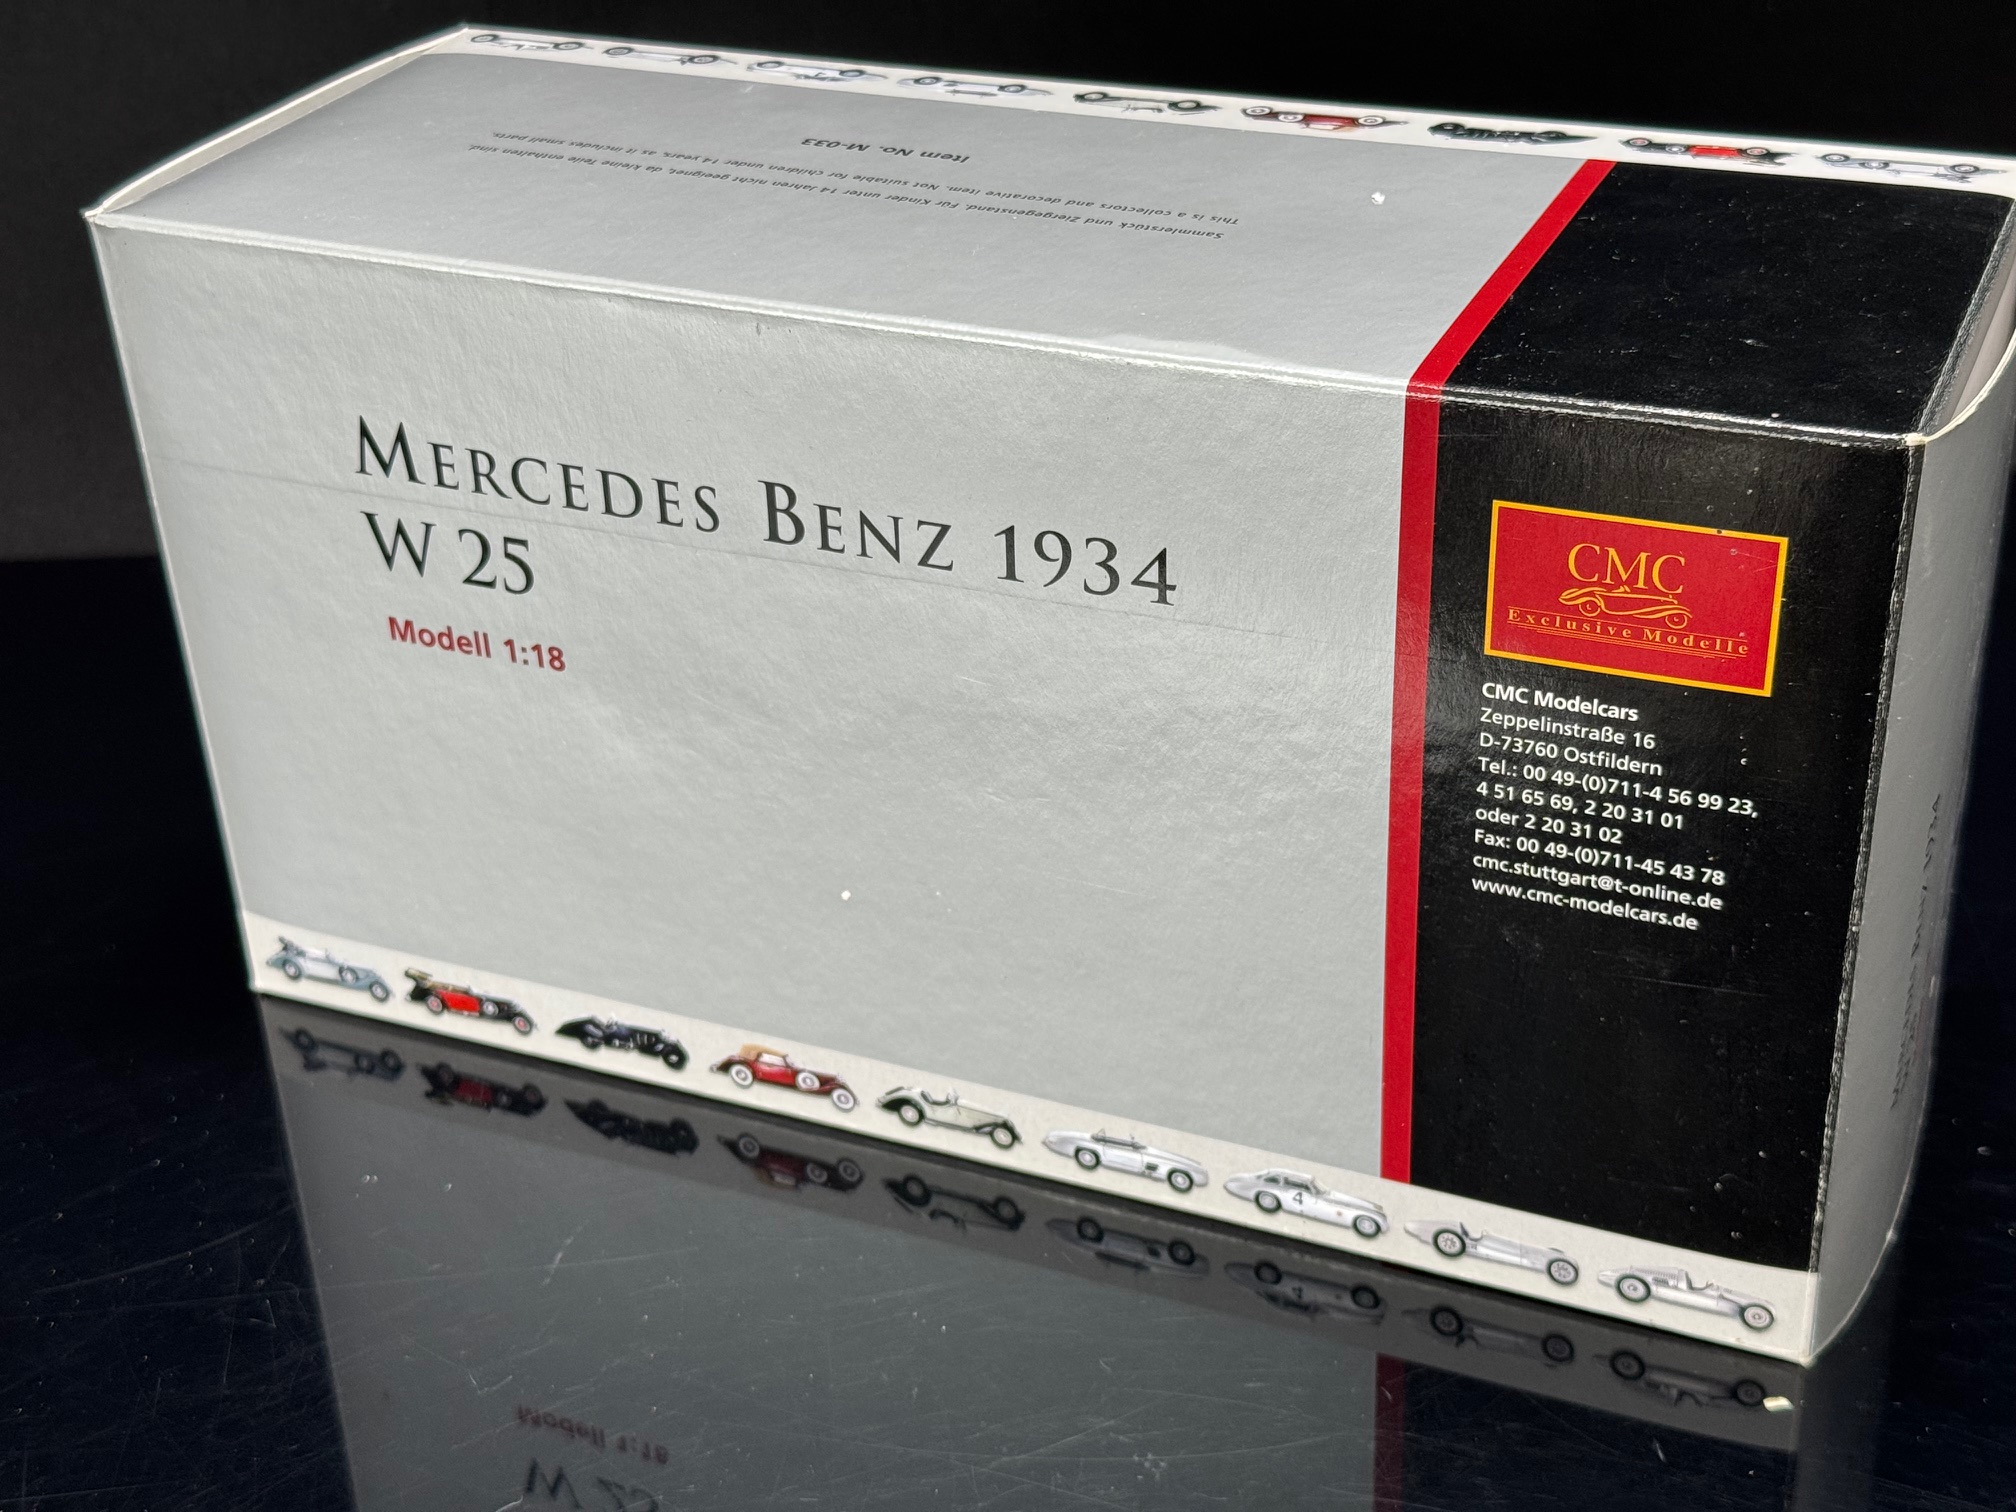 Item No. M-033
This is a collectors and decorative item. Not suitable for children under 14 years, as it includes small parts.
Sammlerstück und Ziergegenstand. Für Kinder unter 14 Jahren nicht geeignet, da kleine Teile enthalten sind.
MERCEDES BENZ 1934
W 25
Modell 1:18
CMC
Exclusive Modelle
CMC Modelcars
Zeppelinstraße 16
D-73760 Ostfildern
Tel.: 00 49-(0)711-4 56 99 23,
4 51 65 69, 2 20 31 01
oder 2 20 31 02
Fax: 00 49-(0)711-45 43 78
cmc.stuttgart@t-online.de
www.cmc-modelcars.de
4